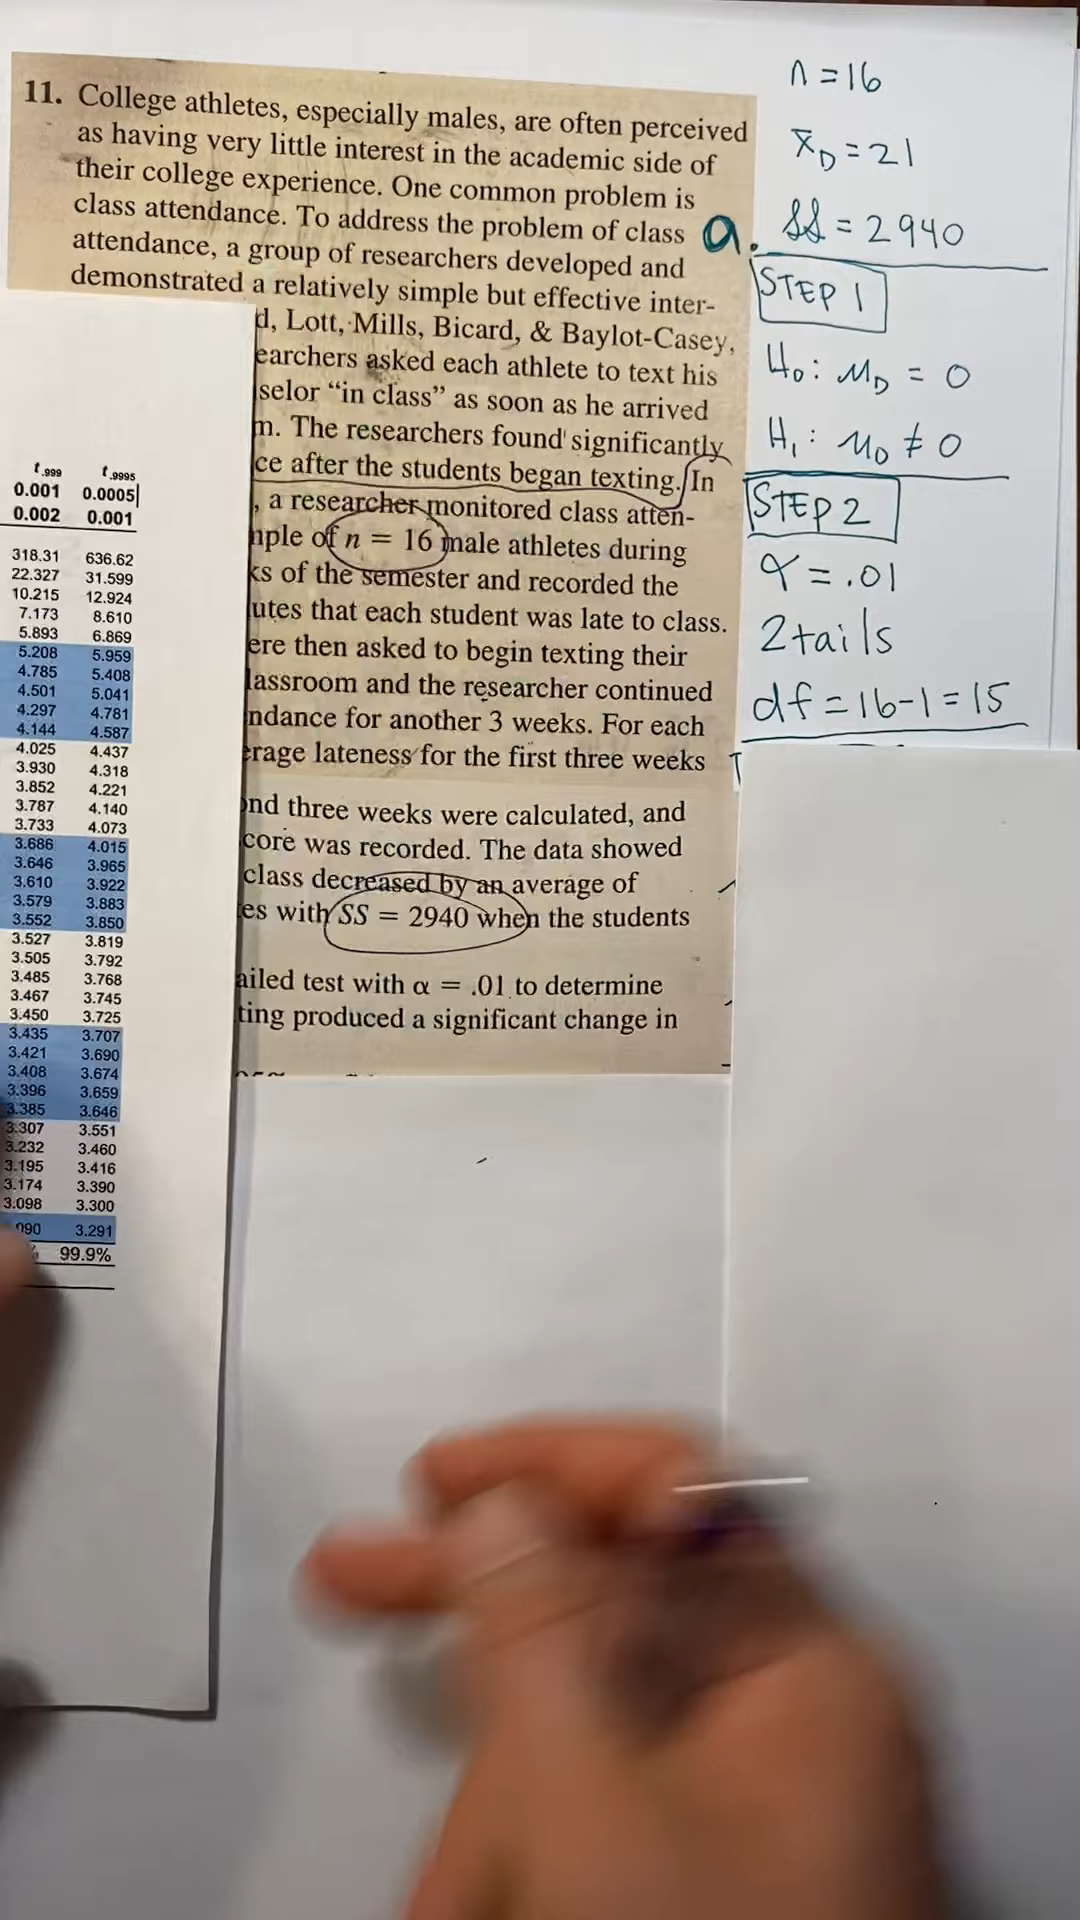 11. College athletes, especially males, are often perceived
as having very little interest in the academic side of
their college experience. One common problem is
class attendance. To address the problem of class
attendance, a group of researchers developed and
demonstrated a relatively simple but effective inter-
d, Lott, Mills, Bicard, & Baylot-Casey,
earchers asked each athlete to text his
selor “in class” as soon as he arrived
m. The researchers found significantly
ce after the students began texting. In
, a researcher monitored class atten-
mple of n = 16 male athletes during
ks of the semester and recorded the
utes that each student was late to class.
ere then asked to begin texting their
lassroom and the researcher continued
ndance for another 3 weeks. For each
erage lateness for the first three weeks
ond three weeks were calculated, and
core was recorded. The data showed
class decreased by an average of
tes with SS = 2940 when the students
ailed test with α = .01 to determine
ting produced a significant change in
n = 16
x̄D = 21
a. SS = 2940
STEP 1
H0: μD = 0
H1: μD ≠ 0
STEP 2
α = .01
2 tails
df = 16-1 = 15
t.999 t.9995
0.001 0.0005
0.002 0.001
318.31 636.62
22.327 31.599
10.215 12.924
7.173 8.610
5.893 6.869
5.208 5.959
4.785 5.408
4.501 5.041
4.297 4.781
4.144 4.587
4.025 4.437
3.930 4.318
3.852 4.221
3.787 4.140
3.733 4.073
3.686 4.015
3.646 3.965
3.610 3.922
3.579 3.883
3.552 3.850
3.527 3.819
3.505 3.792
3.485 3.768
3.467 3.745
3.450 3.725
3.435 3.707
3.421 3.690
3.408 3.674
3.396 3.659
3.385 3.646
3.307 3.551
3.232 3.460
3.195 3.416
3.174 3.390
3.098 3.300
090 3.291
99.9%